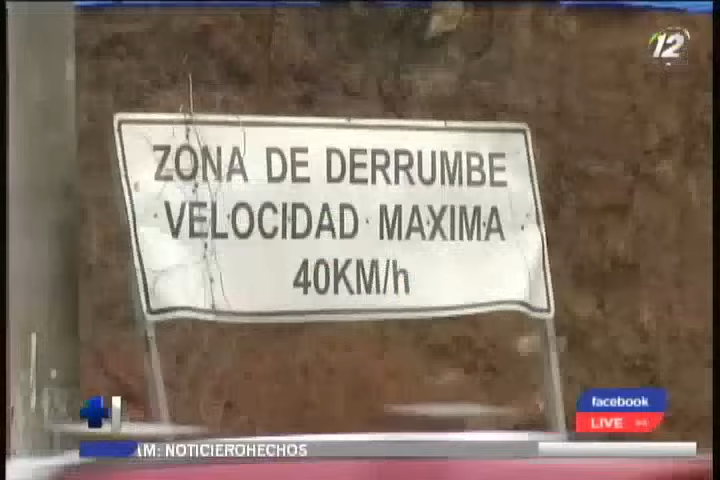 12
ZONA DE DERRUMBE
VELOCIDAD MAXIMA
40KM/h
facebook
LIVE
AM: NOTICIEROHECHOS